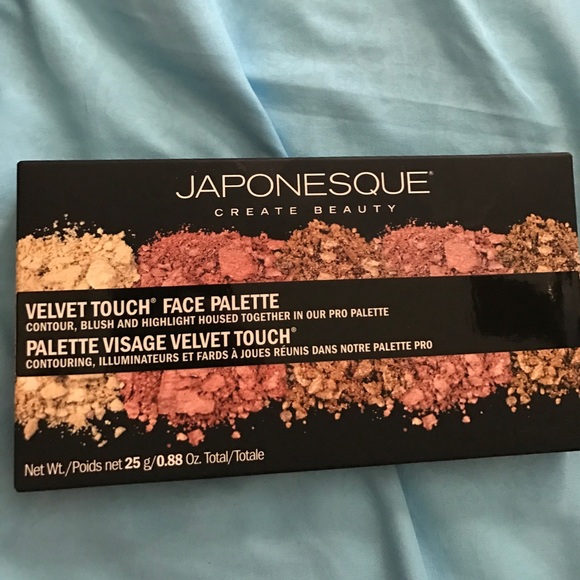 JAPONESQUE®
CREATE BEAUTY
VELVET TOUCH® FACE PALETTE
CONTOUR, BLUSH AND HIGHLIGHT HOUSED TOGETHER IN OUR PRO PALETTE
PALETTE VISAGE VELVET TOUCH®
CONTOURING, ILLUMINATEURS ET FARDS À JOUES RÉUNIS DANS NOTRE PALETTE PRO
Net Wt./Poids net 25 g/0.88 Oz. Total/Totale